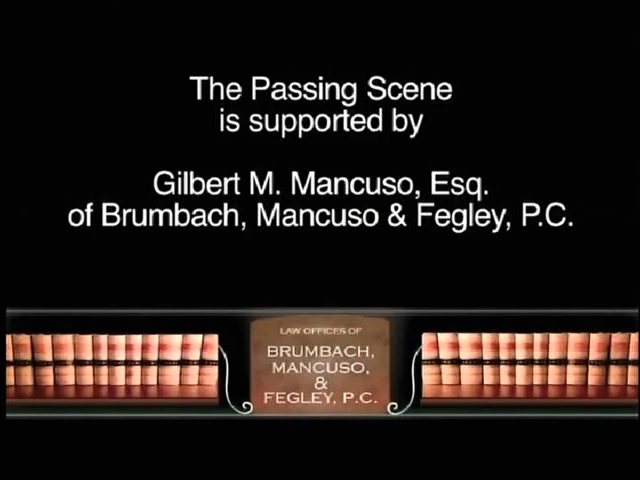 The Passing Scene
is supported by
Gilbert M. Mancuso, Esq.
of Brumbach, Mancuso & Fegley, P.C.
LAW OFFICES OF
BRUMBACH,
MANCUSO,
&
FEGLEY, P.C.